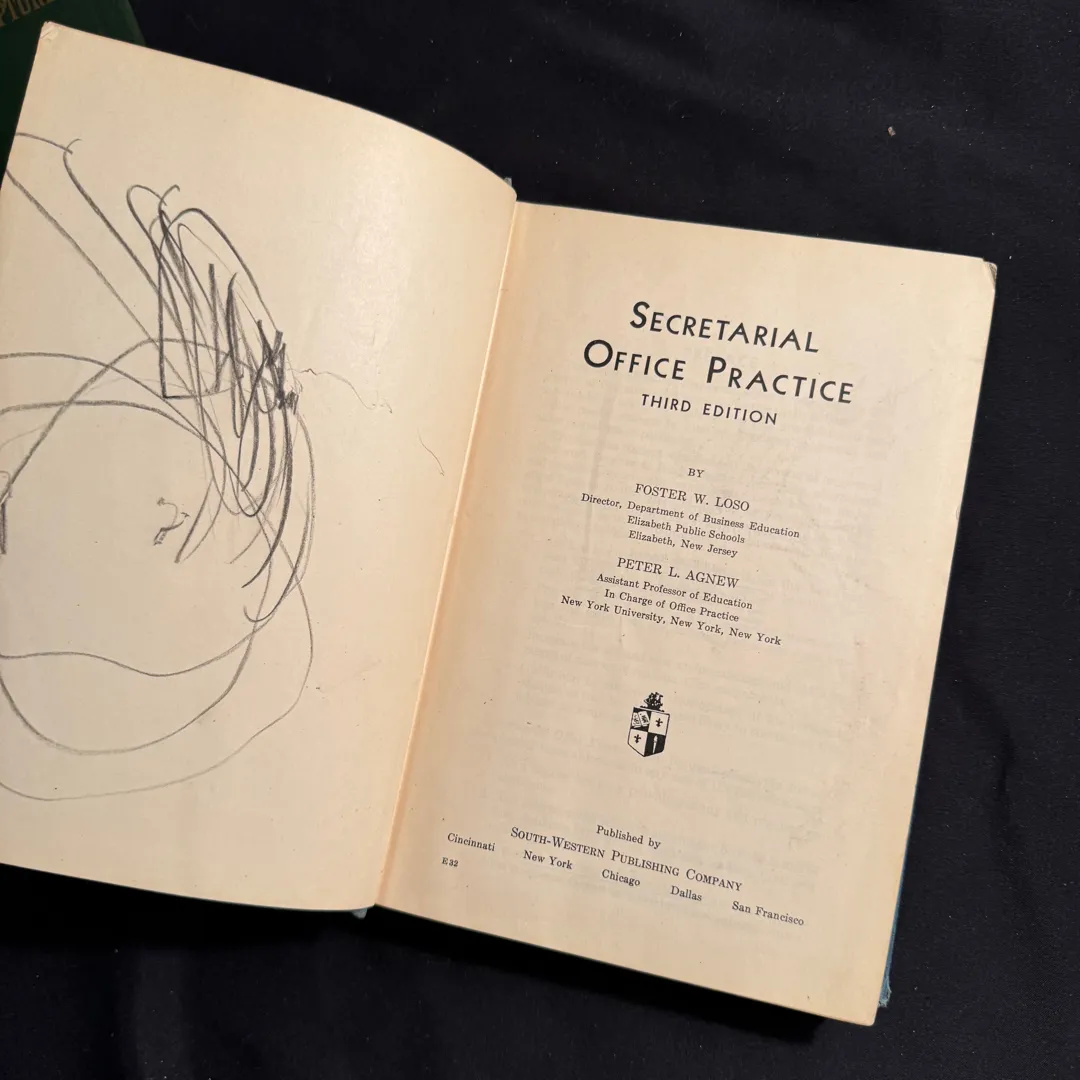 SECRETARIAL
OFFICE PRACTICE
THIRD EDITION
BY
FOSTER W. LOSO
Director, Department of Business Education
Elizabeth Public Schools
Elizabeth, New Jersey
PETER L. AGNEW
Assistant Professor of Education
In Charge of Office Practice
New York University, New York, New York
Published by
SOUTH-WESTERN PUBLISHING COMPANY
Cincinnati New York Chicago Dallas San Francisco
E32